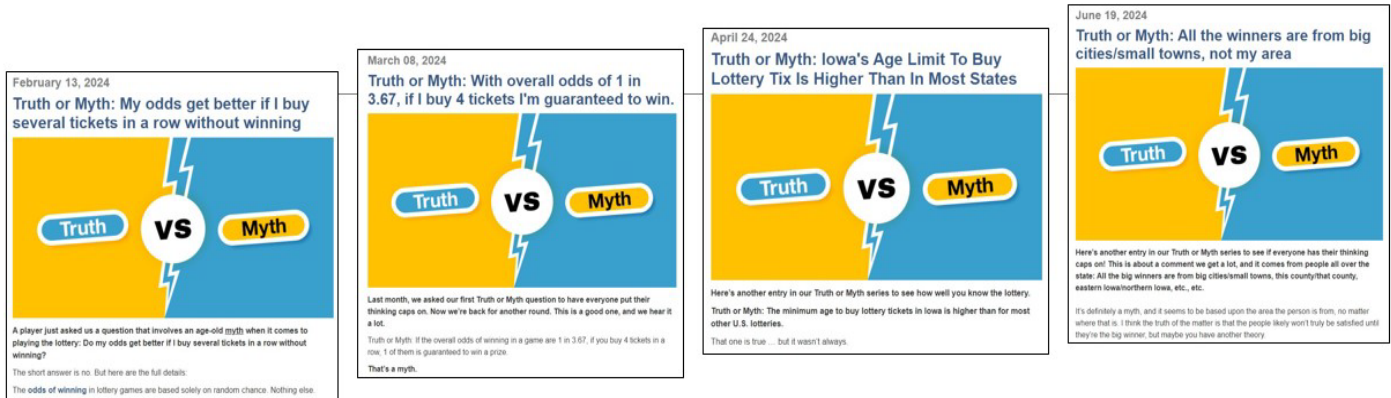 February 13, 2024
Truth or Myth: My odds get better if I buy
several tickets in a row without winning
Truth
VS
Myth
A player just asked us a question that involves an age-old myth when it comes to
playing the lottery: Do my odds get better if I buy several tickets in a row without
winning?
The short answer is no. But here are the full details:
The odds of winning in lottery games are based solely on random chance. Nothing else.
March 08, 2024
Truth or Myth: With overall odds of 1 in
3.67, if I buy 4 tickets I'm guaranteed to win.
Truth
VS
Myth
Last month, we asked our first Truth or Myth question to have everyone put their
thinking caps on. Now we're back for another round. This is a good one, and we hear it
a lot.
Truth or Myth: If the overall odds of winning in a game are 1 in 3.67, if you buy 4 tickets in a
row, 1 of them is guaranteed to win a prize.
That's a myth.
April 24, 2024
Truth or Myth: Iowa's Age Limit To Buy
Lottery Tix Is Higher Than In Most States
Truth
VS
Myth
Here's another entry in our Truth or Myth series to see how well you know the lottery.
Truth or Myth: The minimum age to buy lottery tickets in Iowa is higher than for most
other U.S. lotteries.
That one is true ... but it wasn't always.
June 19, 2024
Truth or Myth: All the winners are from big
cities/small towns, not my area
Truth
VS
Myth
Here's another entry in our Truth or Myth series to see if everyone has their thinking
caps on! This is about a comment we get a lot, and it comes from people all over the
state: All the big winners are from big cities/small towns, this county/that county,
eastern Iowa/northern Iowa, etc., etc.
It's definitely a myth, and it seems to be based upon the area the person is from, no matter
where that is. I think the truth of the matter is that the people likely won't truly be satisfied until
they're the big winner, but maybe you have another theory.